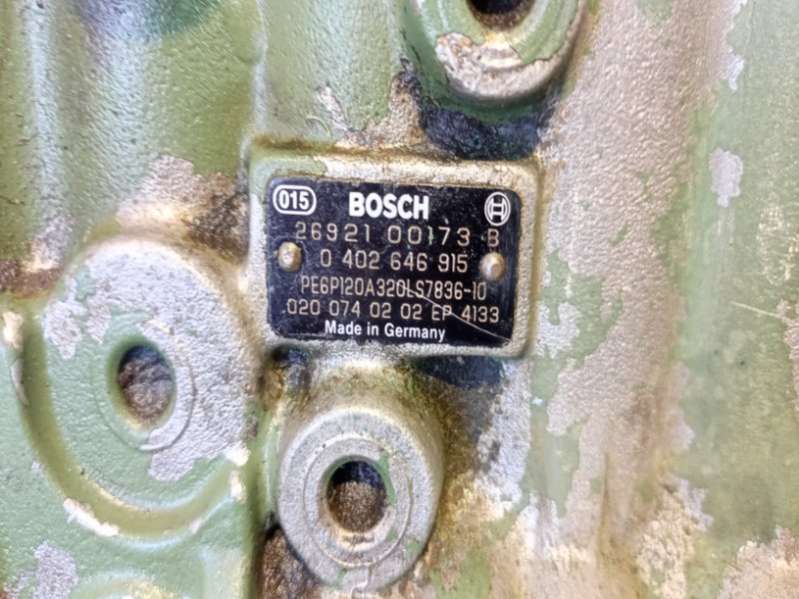 015 BOSCH
26921 00173 B
0 402 646 915
PE6P120A320LS7836-10
020 074 02 02 EP 4133
Made in Germany